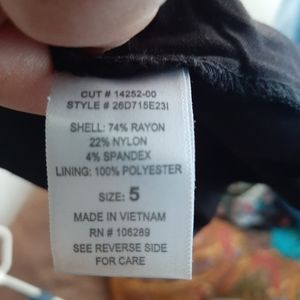 CUT # 14252-00
STYLE # 26D715E23I
SHELL: 74% RAYON
22% NYLON
4% SPANDEX
LINING: 100% POLYESTER
SIZE: 5
MADE IN VIETNAM
RN # 106289
SEE REVERSE SIDE
FOR CARE